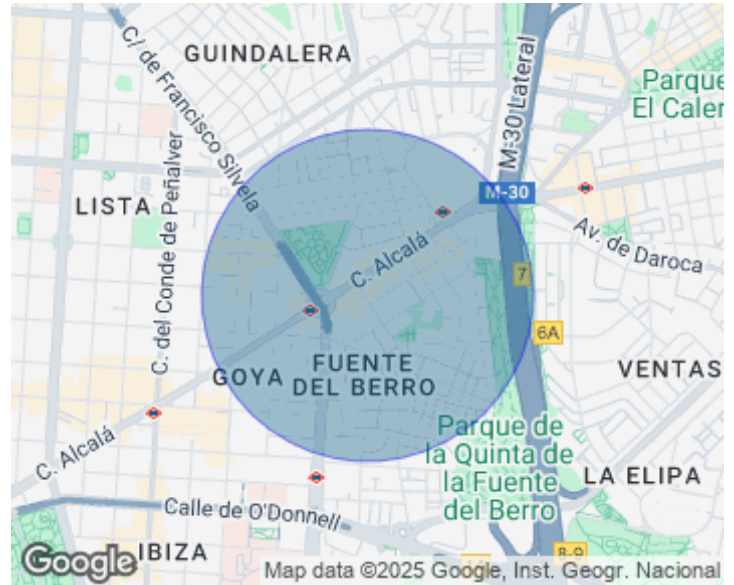 GUINDALERA
C/ de Francisco Silvela
M-30 Lateral
Parque
El Caler
M-30
LISTA
C. del Conde de Peñalver
C. Alcalá
Av. de Daroca
7
6A
GOYA
FUENTE
DEL BERRO
VENTAS
C. Alcalá
Parque de
la Quinta de
la Fuente
del Berro
LA ELIPA
Calle de O'Donnell
IBIZA
8-9
Google
Map data ©2025 Google, Inst. Geogr. Nacional